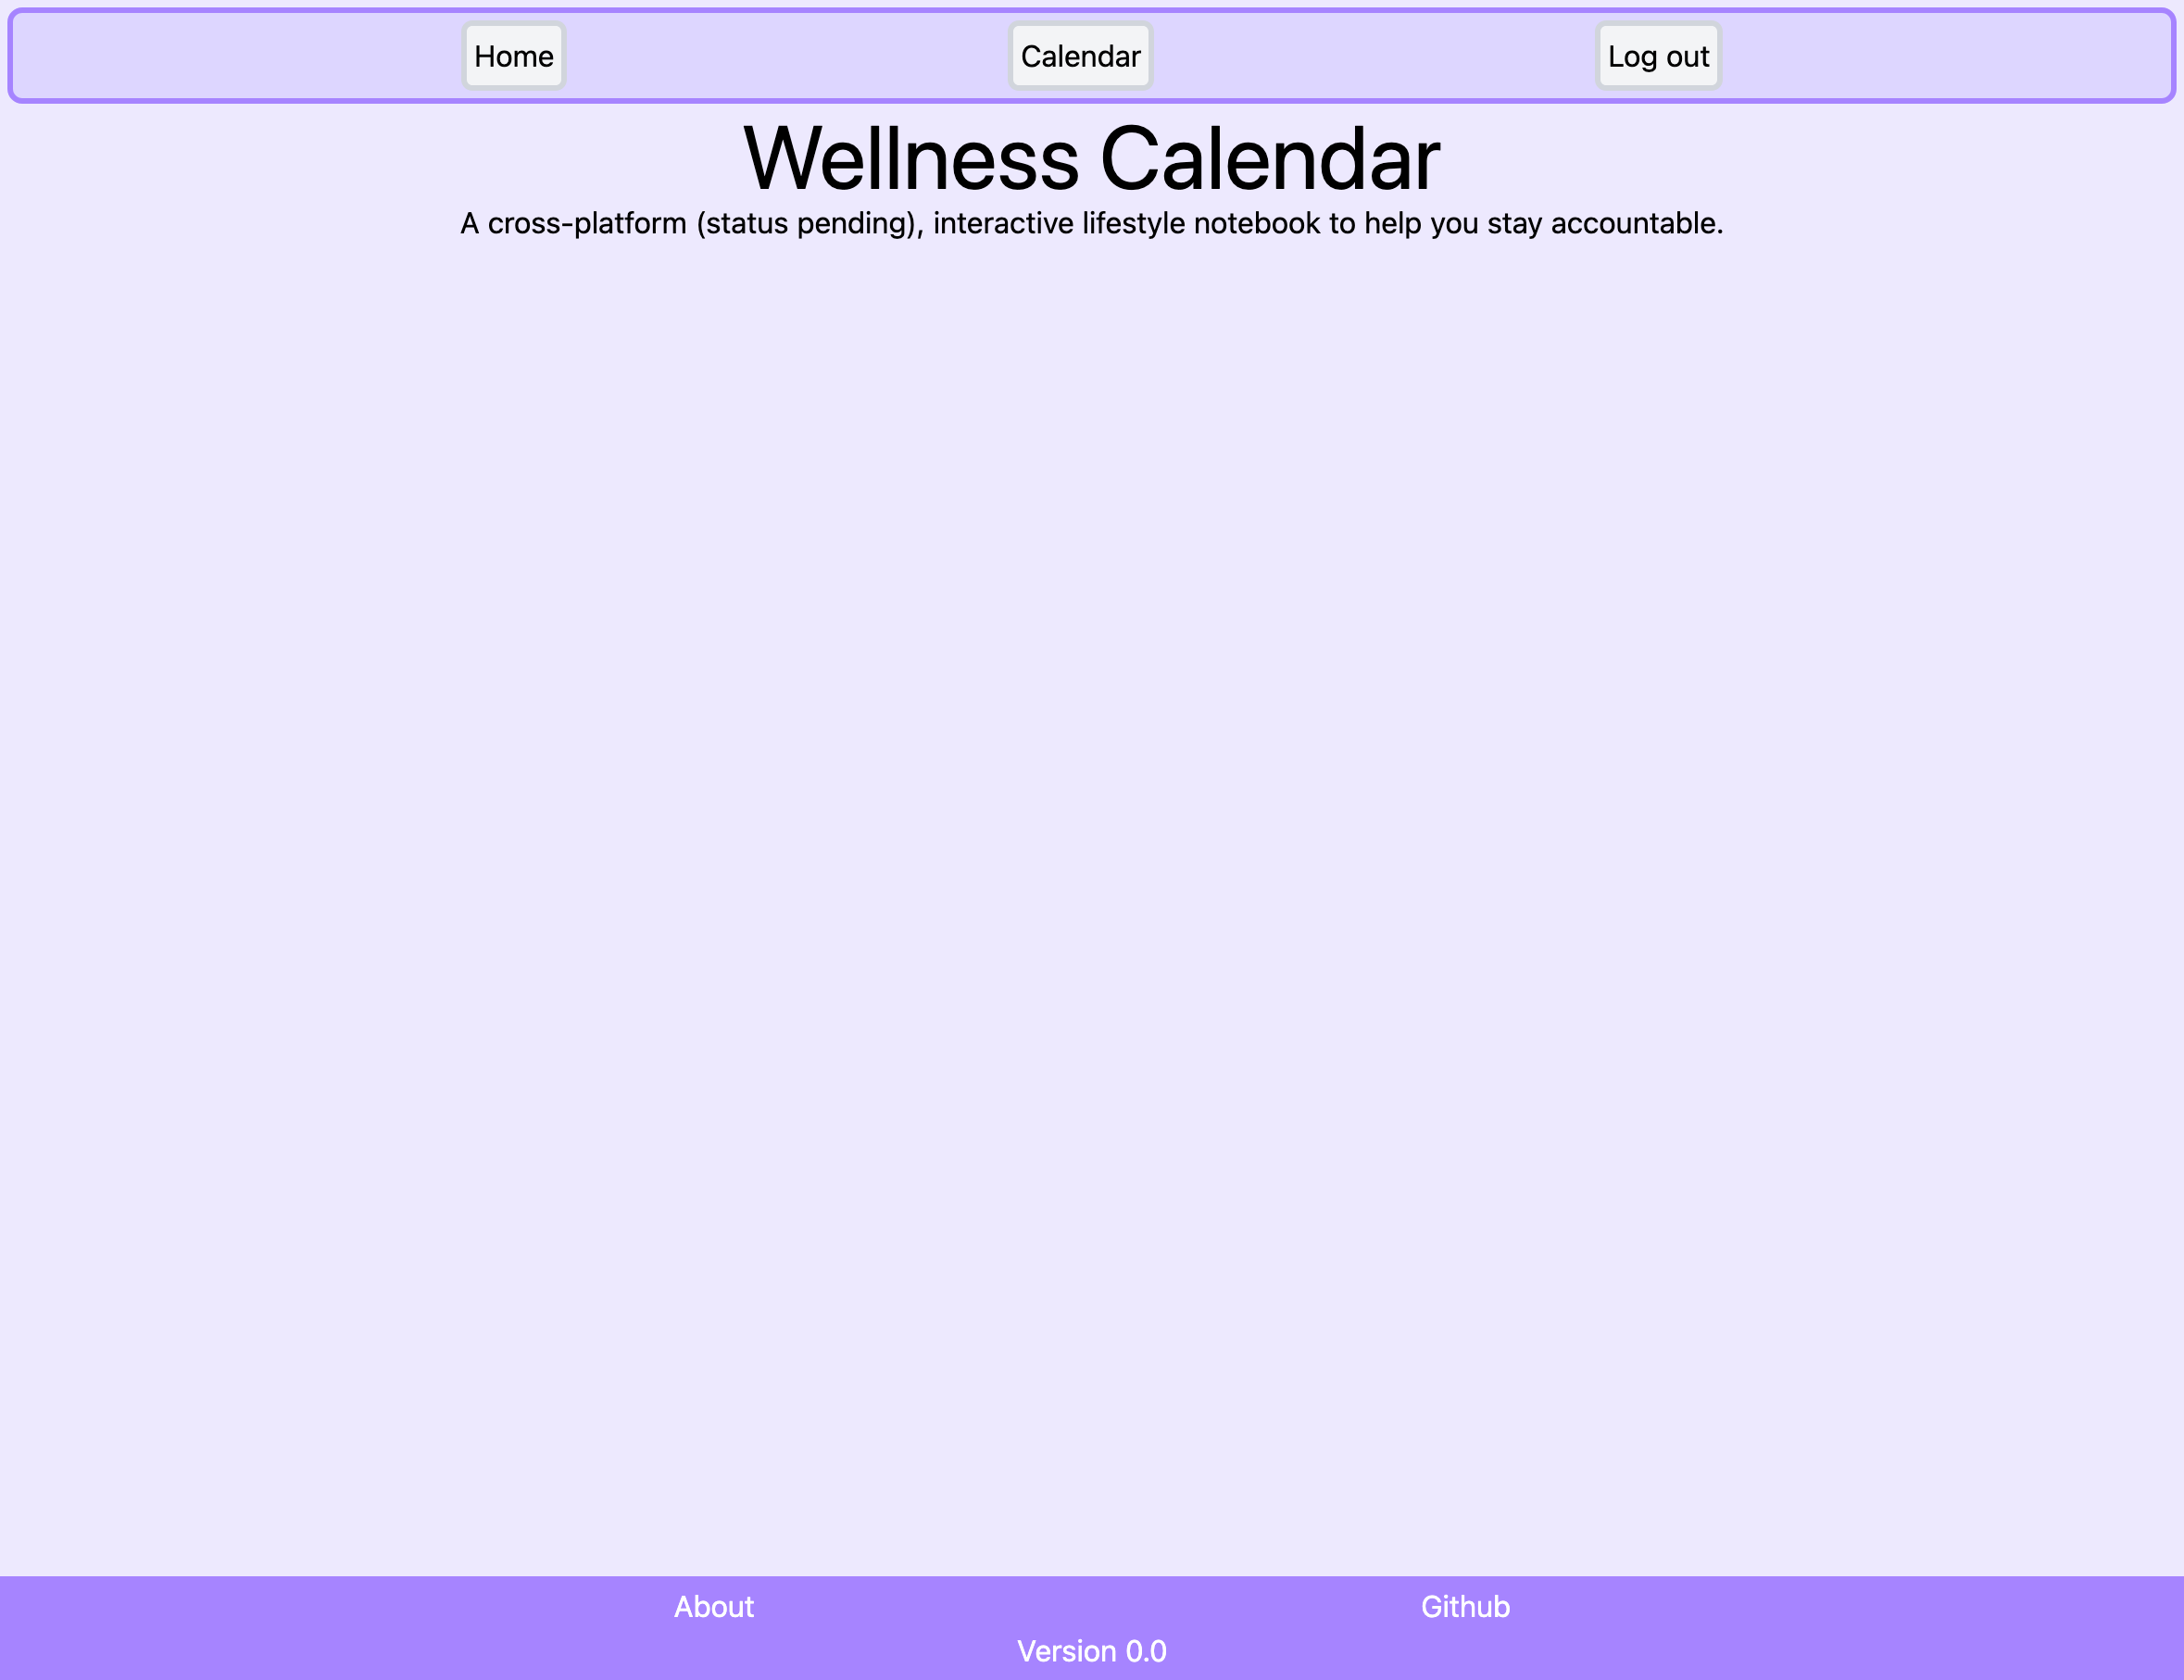 Home Calendar Log out
Wellness Calendar
A cross-platform (status pending), interactive lifestyle notebook to help you stay accountable.
About Github
Version 0.0